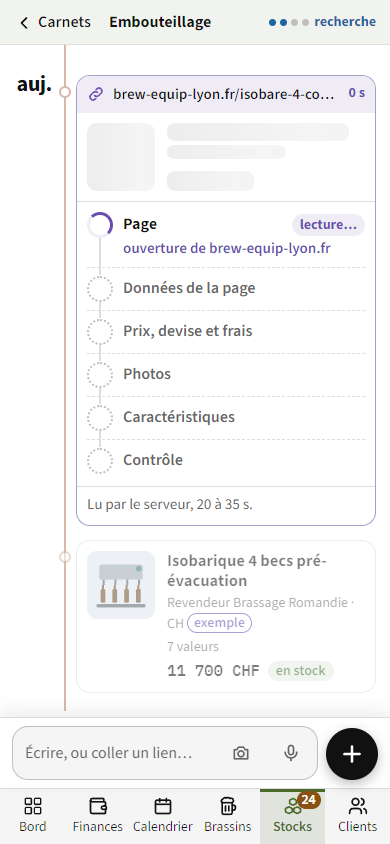 Carnets
Embouteillage
recherche
auj.
brew-equip-lyon.fr/isobare-4-co…
0 s
Page
lecture…
ouverture de brew-equip-lyon.fr
Données de la page
Prix, devise et frais
Photos
Caractéristiques
Contrôle
Lu par le serveur, 20 à 35 s.
Isobarique 4 becs pré-
évacuation
Revendeur Brassage Romandie ·
CH exemple
7 valeurs
11 700 CHF en stock
Écrire, ou coller un lien…
24
Bord
Finances
Calendrier
Brassins
Stocks
Clients